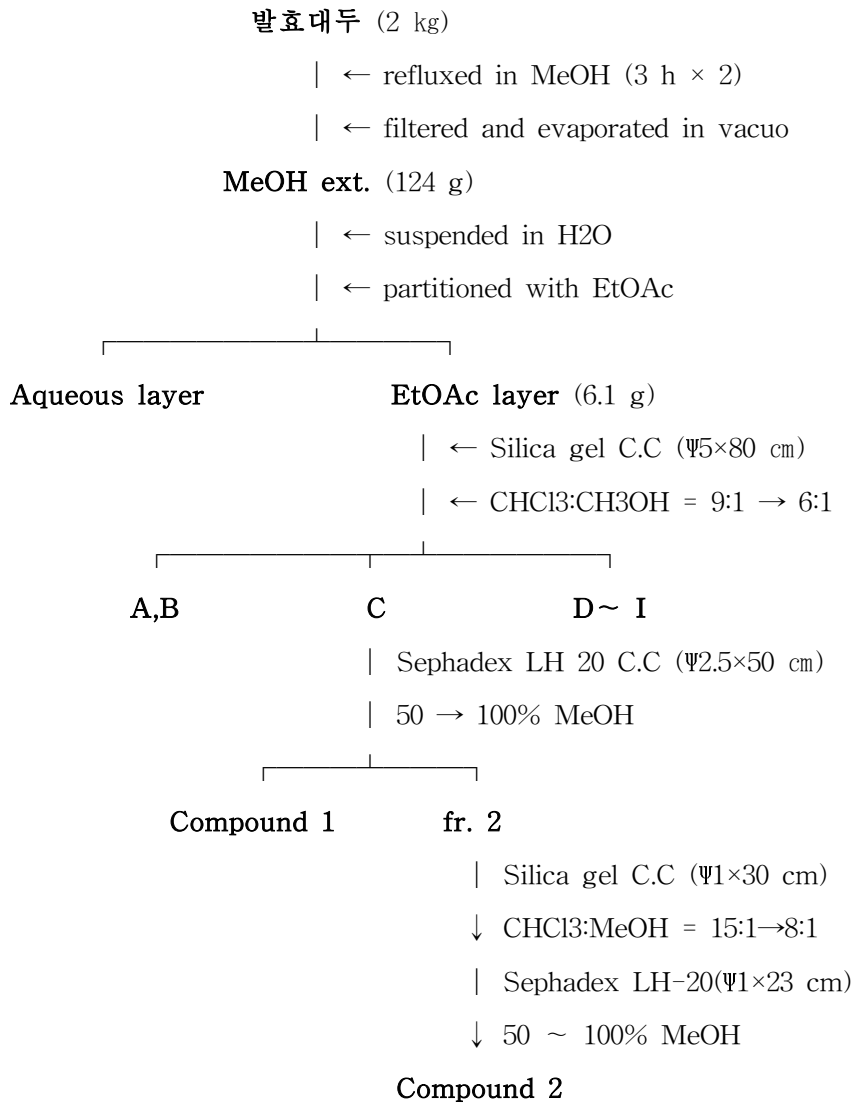 발효대두 (2 ㎏)
← refluxed in MeOH (3 h × 2)
← filtered and evaporated in vacuo
MeOH ext. (124 g)
← suspended in H2O
← partitioned with EtOAc
Aqueous layer EtOAc layer (6.1 g)
← Silica gel C.C (Ψ5×80 ㎝)
← CHCl3:CH3OH = 9:1 → 6:1
A,B C D~ I
Sephadex LH 20 C.C (Ψ2.5×50 ㎝)
50 → 100% MeOH
Compound 1 fr. 2
Silica gel C.C (Ψ1×30 cm)
↓ CHCl3:MeOH = 15:1→8:1
Sephadex LH-20(Ψ1×23 cm)
↓ 50 ~ 100% MeOH
Compound 2